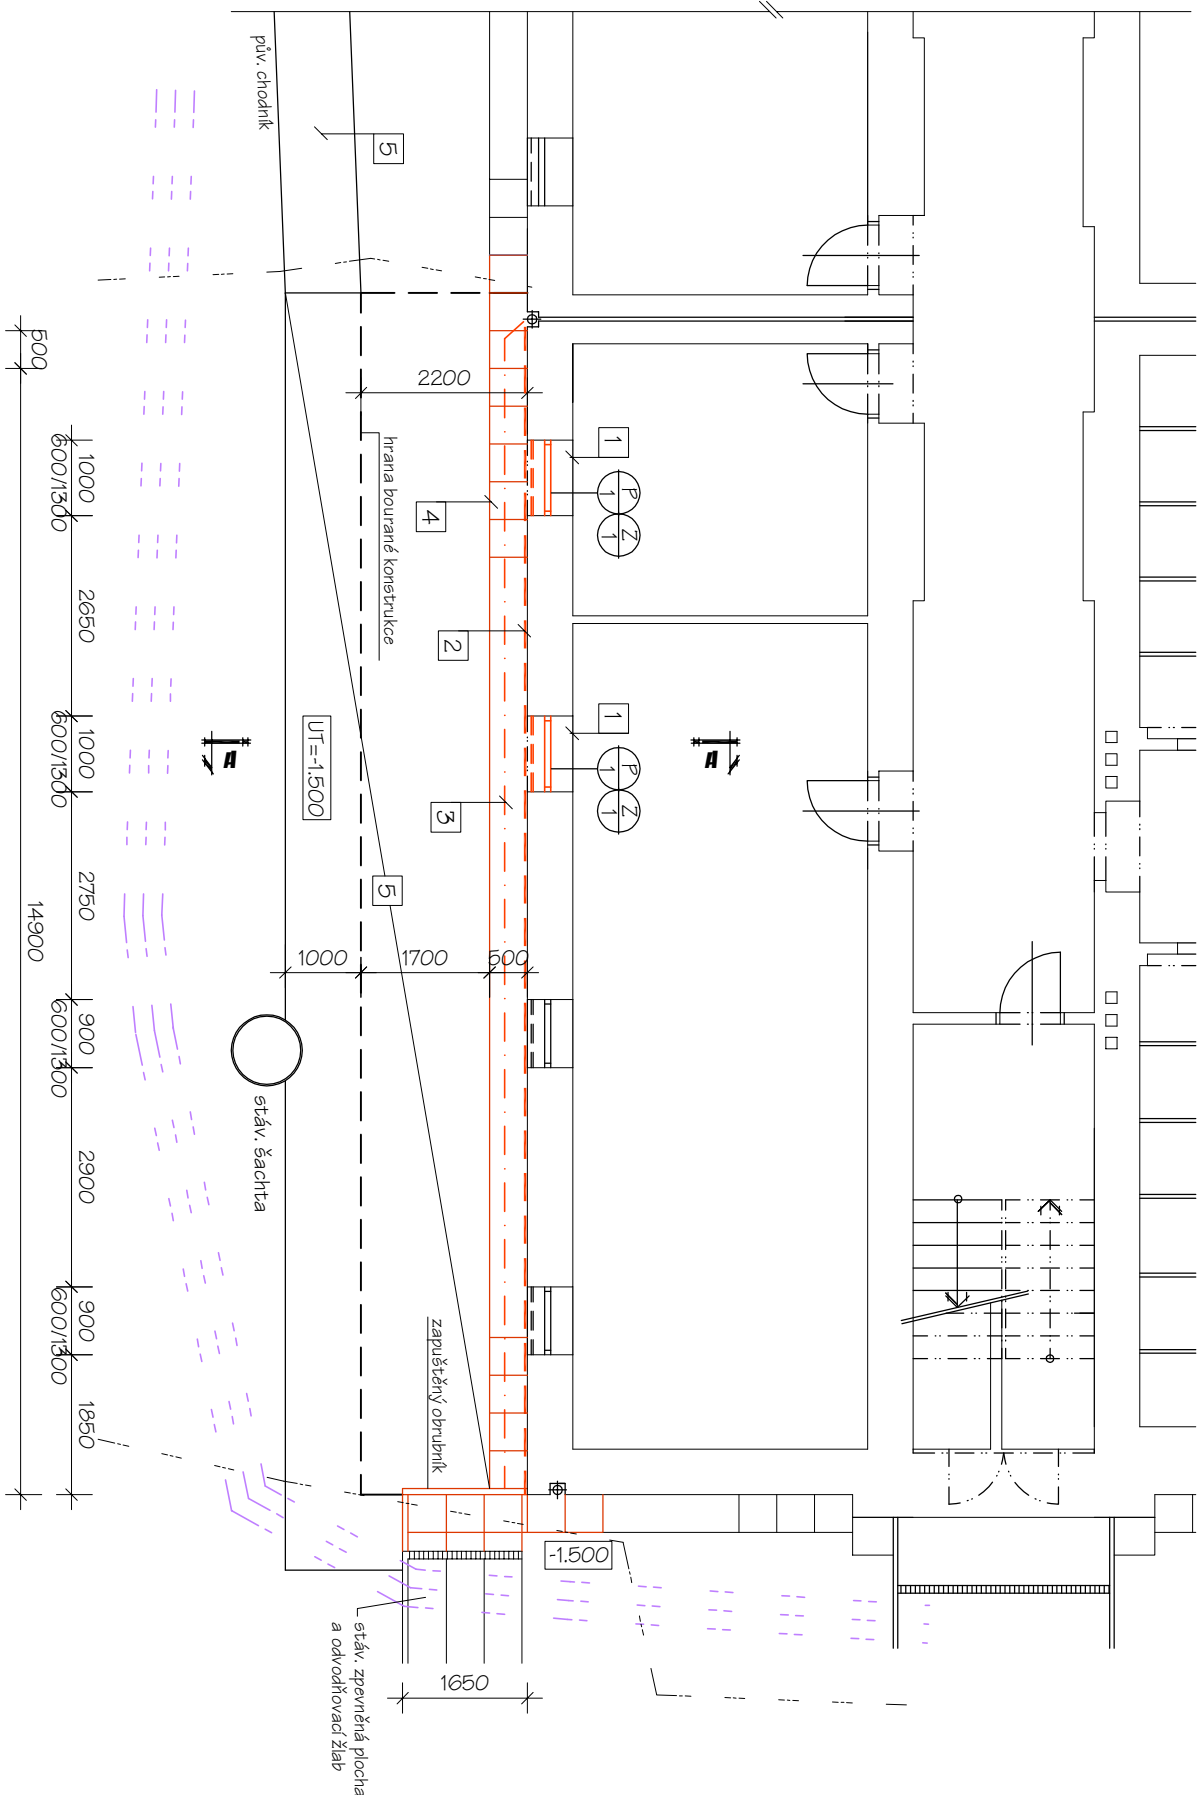 pův. chodník
5
500
2200
1
hrana bourané konstrukce
P
1
Z
1
4
1000
600/1300
2650
2
1
P
1
Z
1
1000
600/1300
UT=-1.500
A
A
3
2750
5
14900
1000
1700
500
900
600/1300
stáv. šachta
2900
900
600/1300
zapuštěný obrubník
1850
-1.500
stáv. zpevněná plocha
a odvodňovací žlab
1650